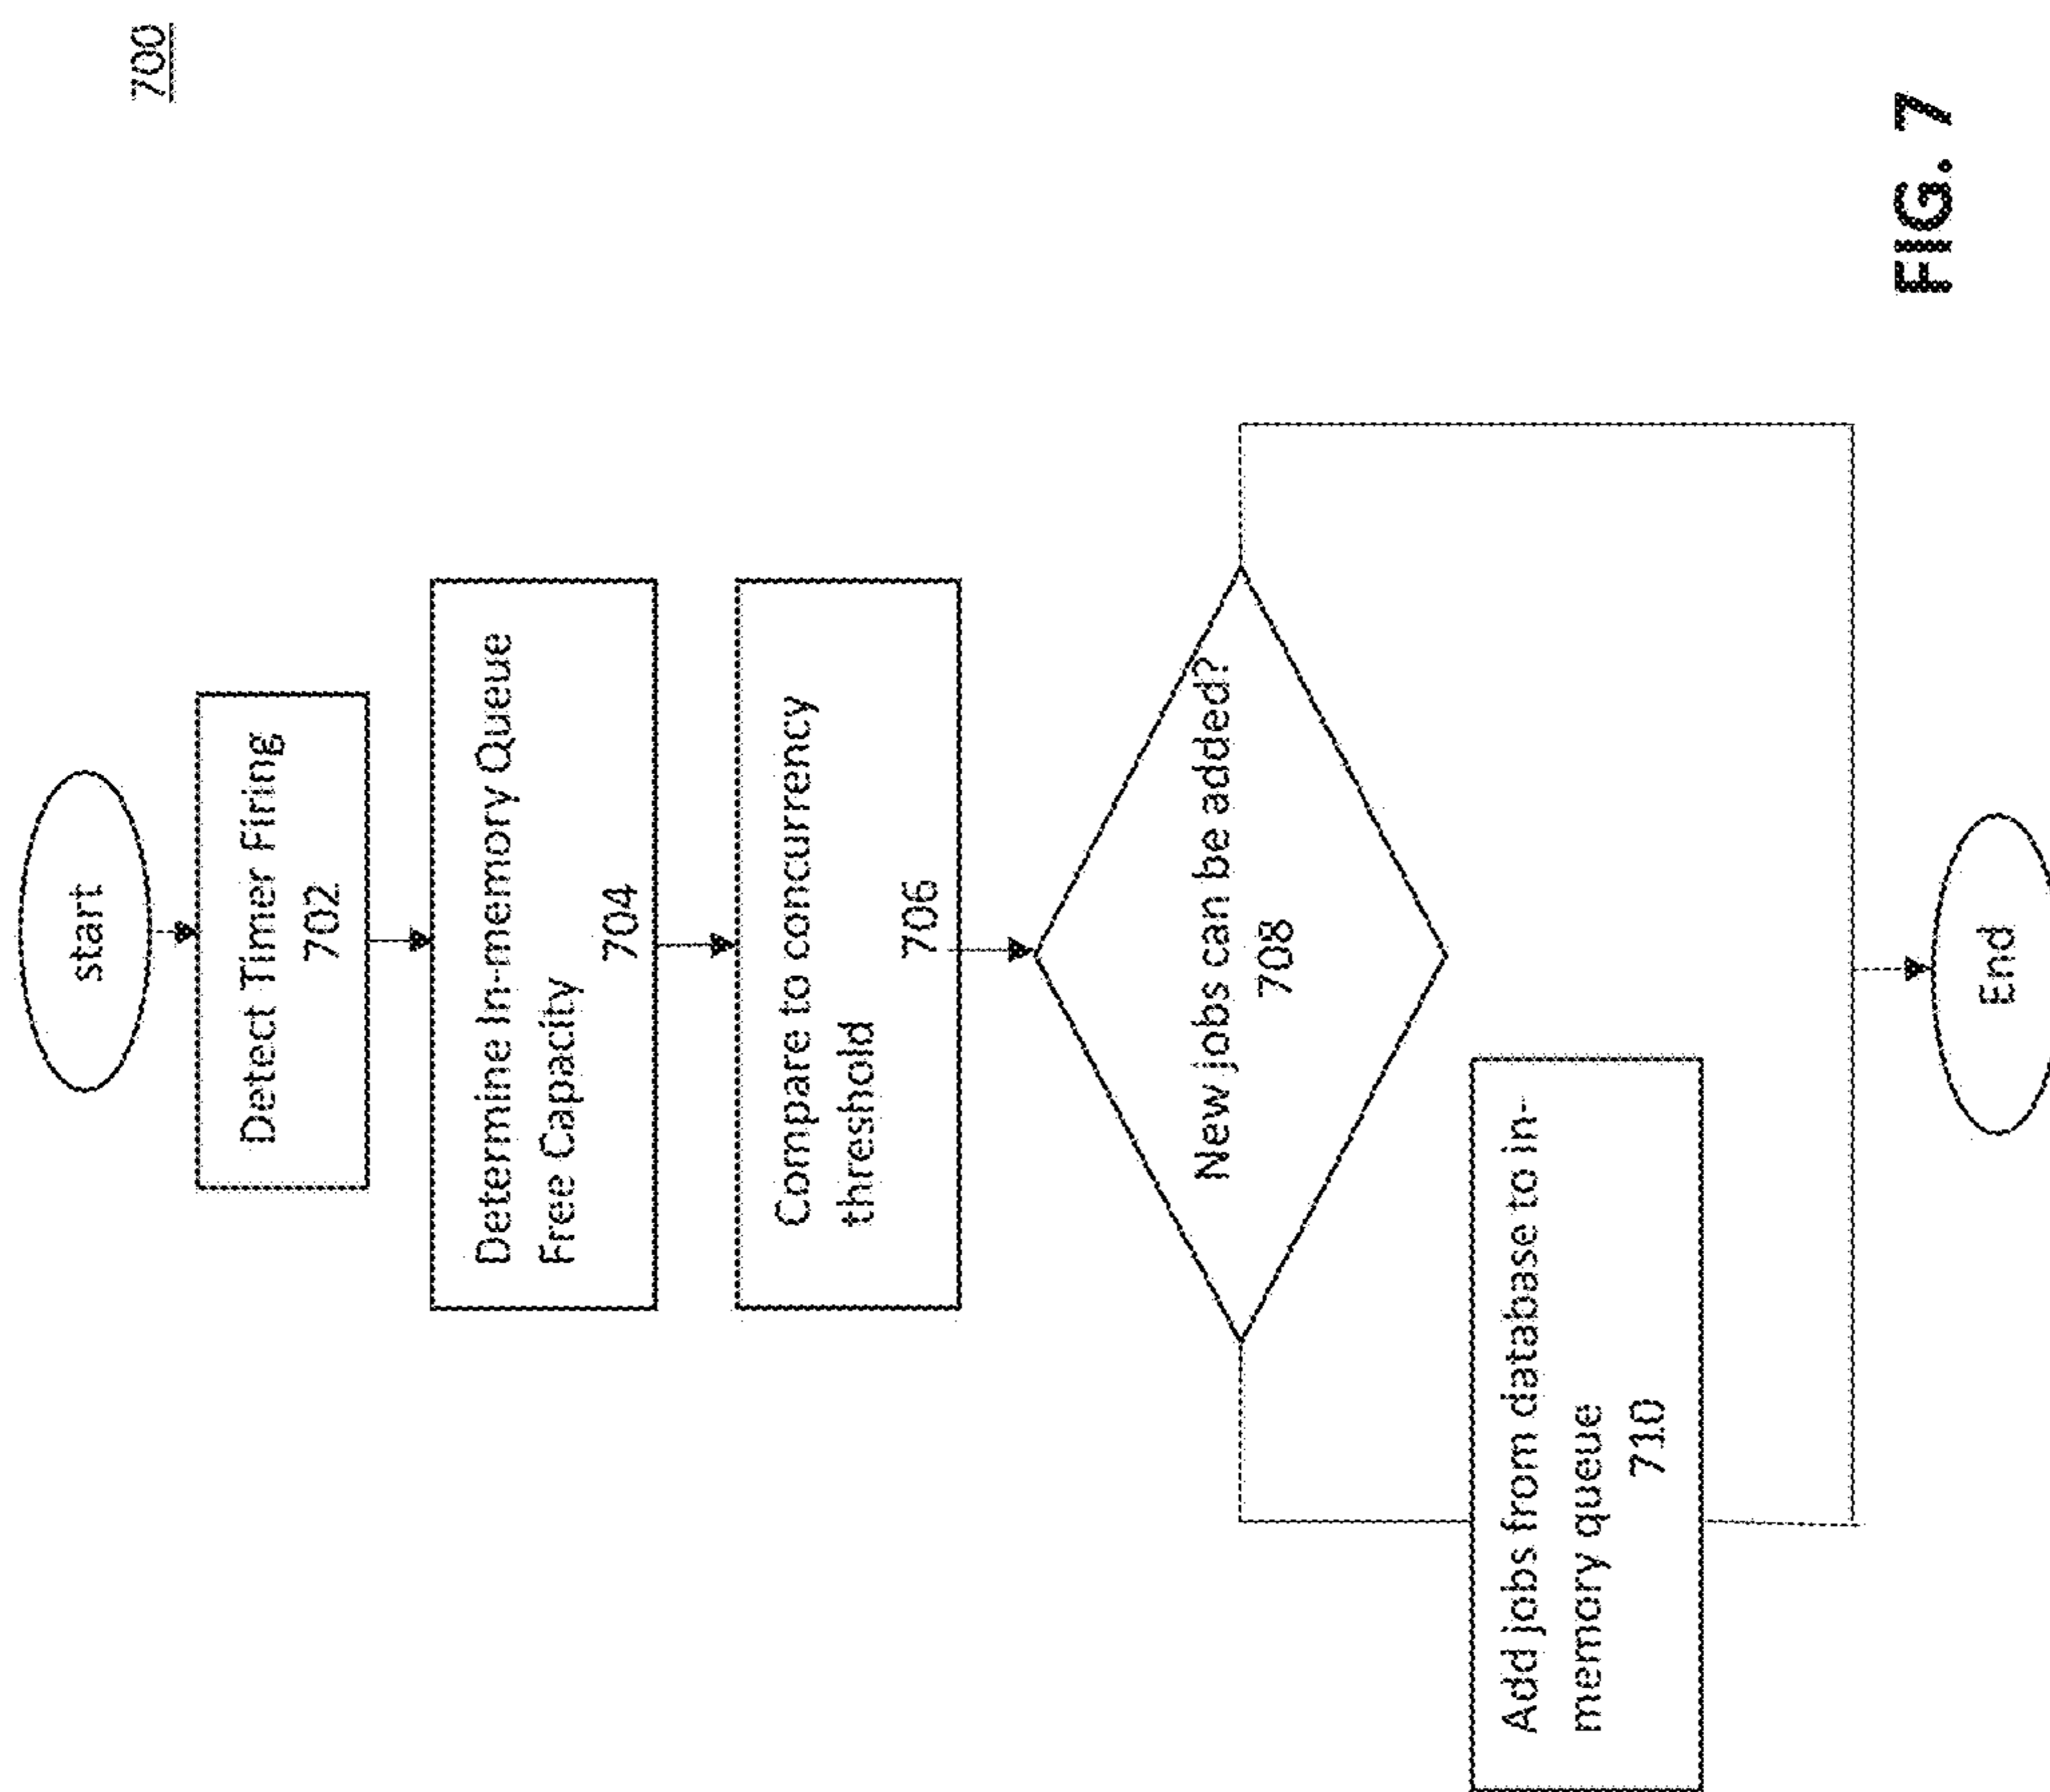 700
start
Detect Timer Firing
702
Determine In-memory Queue
Free Capacity
704
Compare to concurrency
threshold
706
New jobs can be added?
708
Add jobs from database to in-
memory queue
710
End
FIG. 7